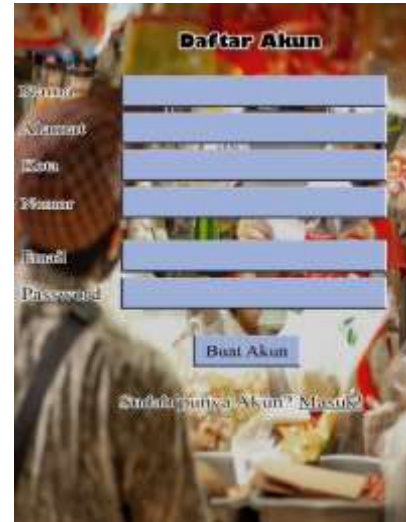 Daftar Akun
Nama
Alamat
Kota
Nomor
Email
Password
Buat Akun
Sudah punya Akun? Masuk!